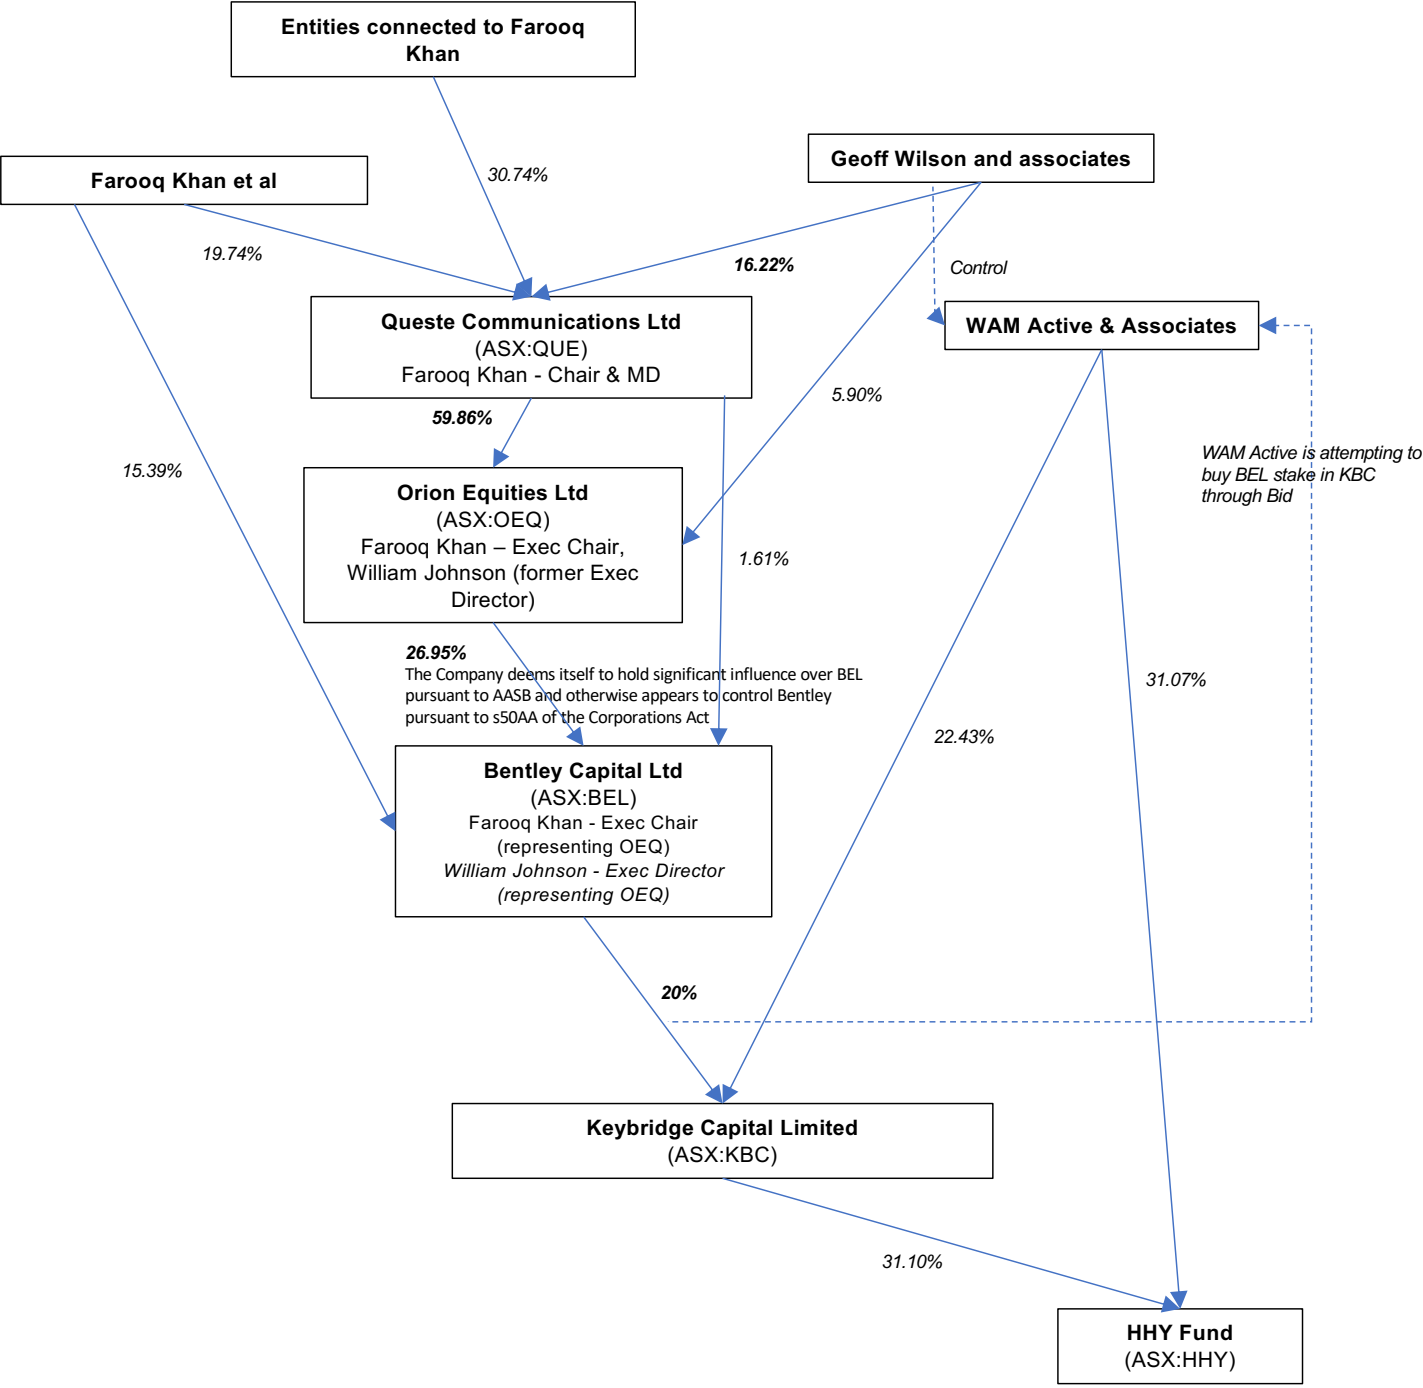 Entities connected to Farooq
Khan
Geoff Wilson and associates
Farooq Khan et al
30.74%
19.74%
16.22%
Control
Queste Communications Ltd
(ASX:QUE)
Farooq Khan - Chair & MD
WAM Active & Associates
5.90%
59.86%
WAM Active is attempting to
buy BEL stake in KBC
through Bid
15.39%
Orion Equities Ltd
(ASX:OEQ)
Farooq Khan – Exec Chair,
William Johnson (former Exec
Director)
1.61%
26.95%
The Company deems itself to hold significant influence over BEL
pursuant to AASB and otherwise appears to control Bentley
pursuant to s50AA of the Corporations Act
31.07%
22.43%
Bentley Capital Ltd
(ASX:BEL)
Farooq Khan - Exec Chair
(representing OEQ)
William Johnson - Exec Director
(representing OEQ)
20%
Keybridge Capital Limited
(ASX:KBC)
31.10%
HHY Fund
(ASX:HHY)